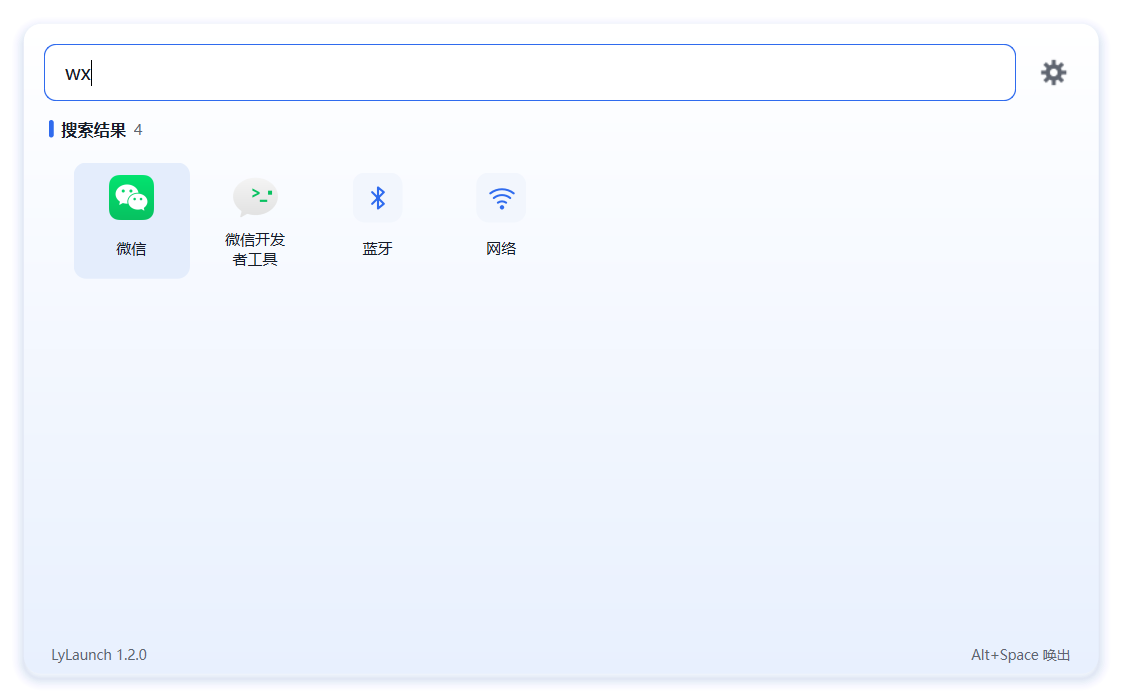 wx
搜索结果 4
微信
微信开发
者工具
蓝牙
网络
LyLaunch 1.2.0
Alt+Space 唤出